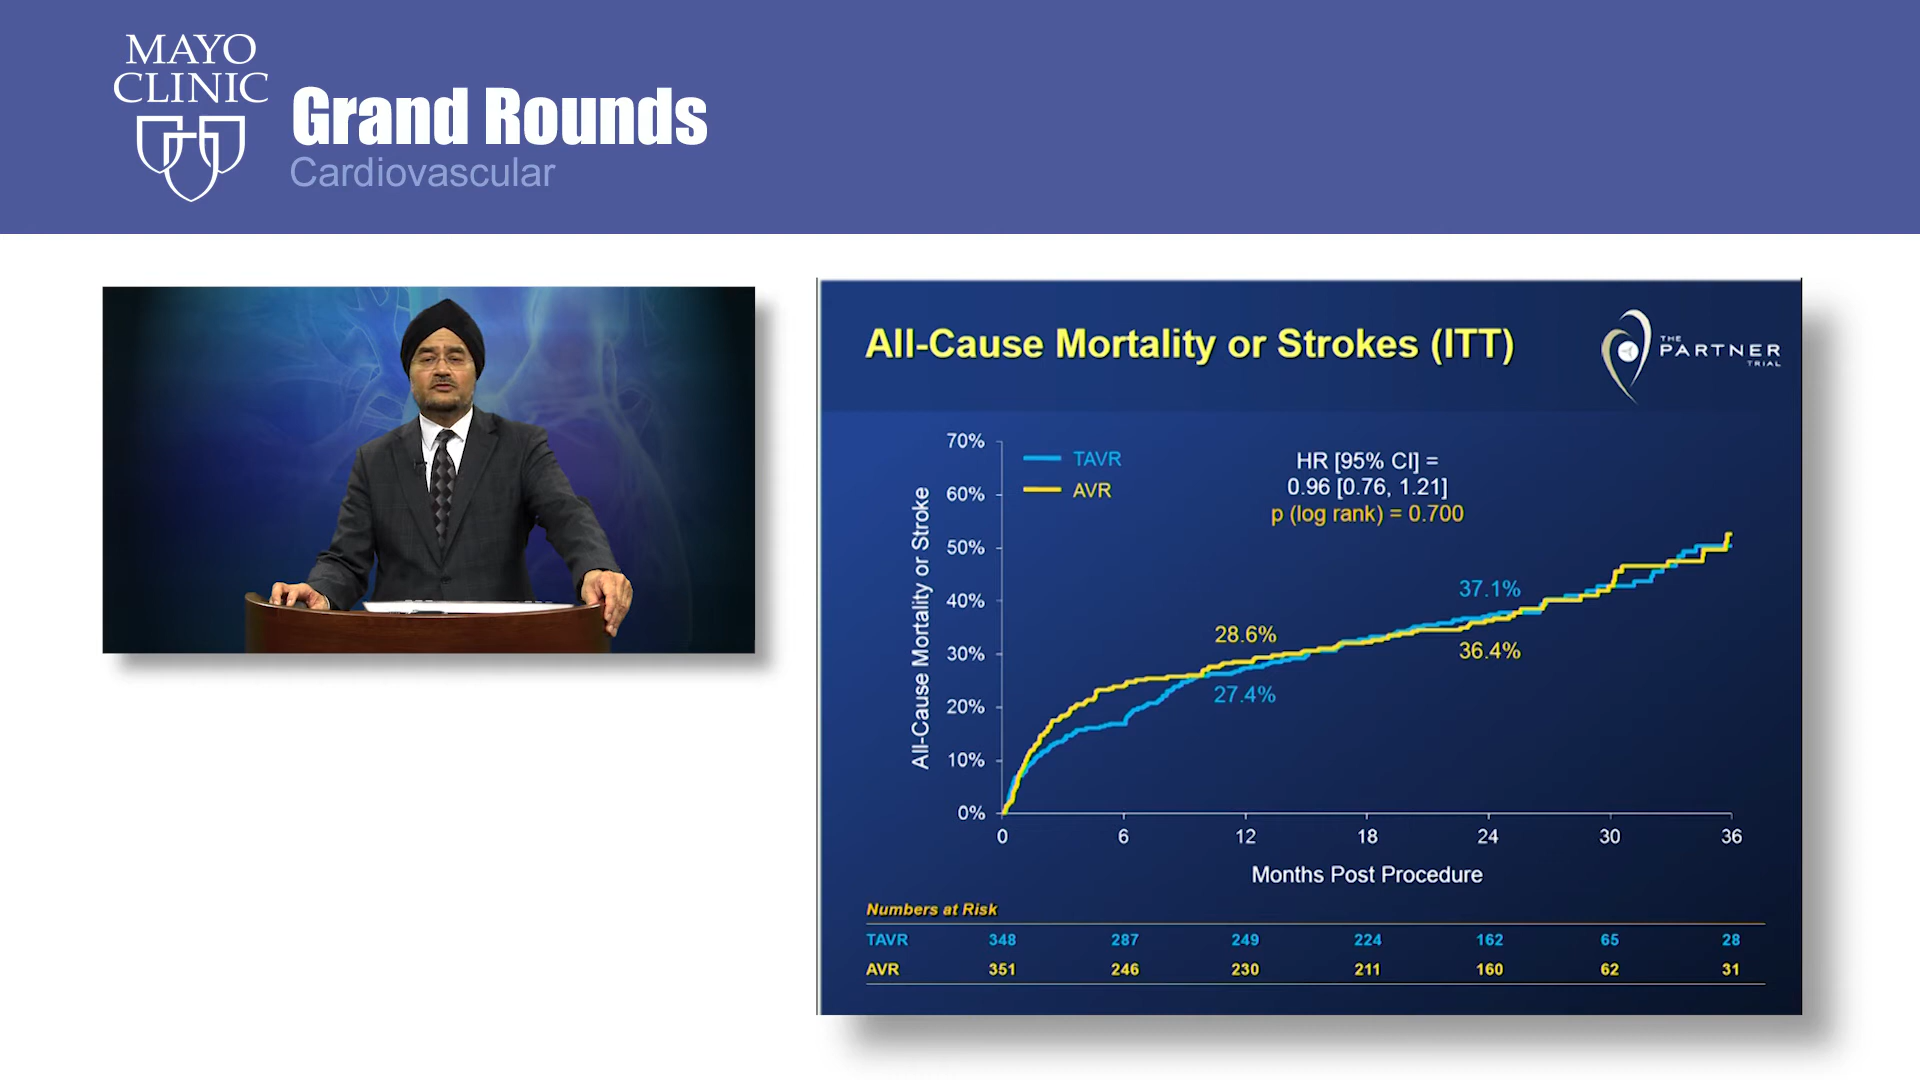 MAYO
CLINIC
Grand Rounds
Cardiovascular
All-Cause Mortality or Strokes (ITT)
THE
PARTNER
TRIAL
All-Cause Mortality or Stroke
70%
60%
50%
40%
30%
20%
10%
0%
TAVR
AVR
HR [95% CI] =
0.96 [0.76, 1.21]
p (log rank) = 0.700
28.6%
27.4%
37.1%
36.4%
0 6 12 18 24 30 36
Months Post Procedure
Numbers at Risk
TAVR 348 287 249 224 162 65 28
AVR 351 246 230 211 160 62 31